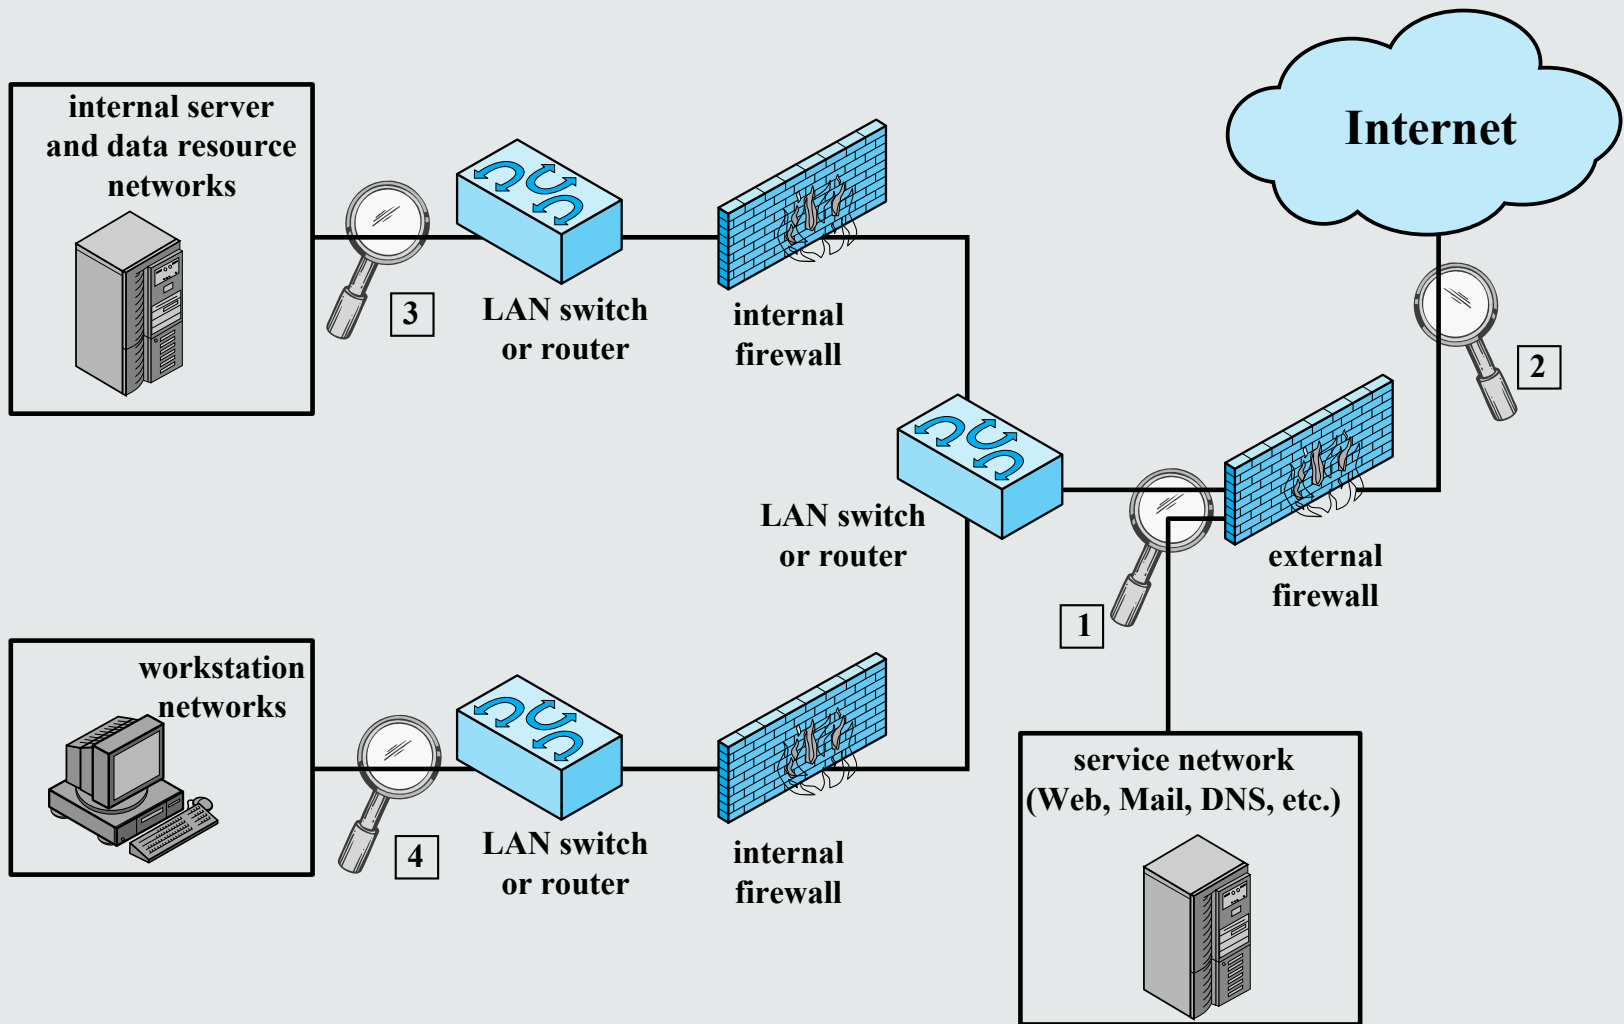 internal server
and data resource
networks
3
LAN switch
or router
internal
firewall
Internet
2
LAN switch
or router
1
external
firewall
workstation
networks
4
LAN switch
or router
internal
firewall
service network
(Web, Mail, DNS, etc.)